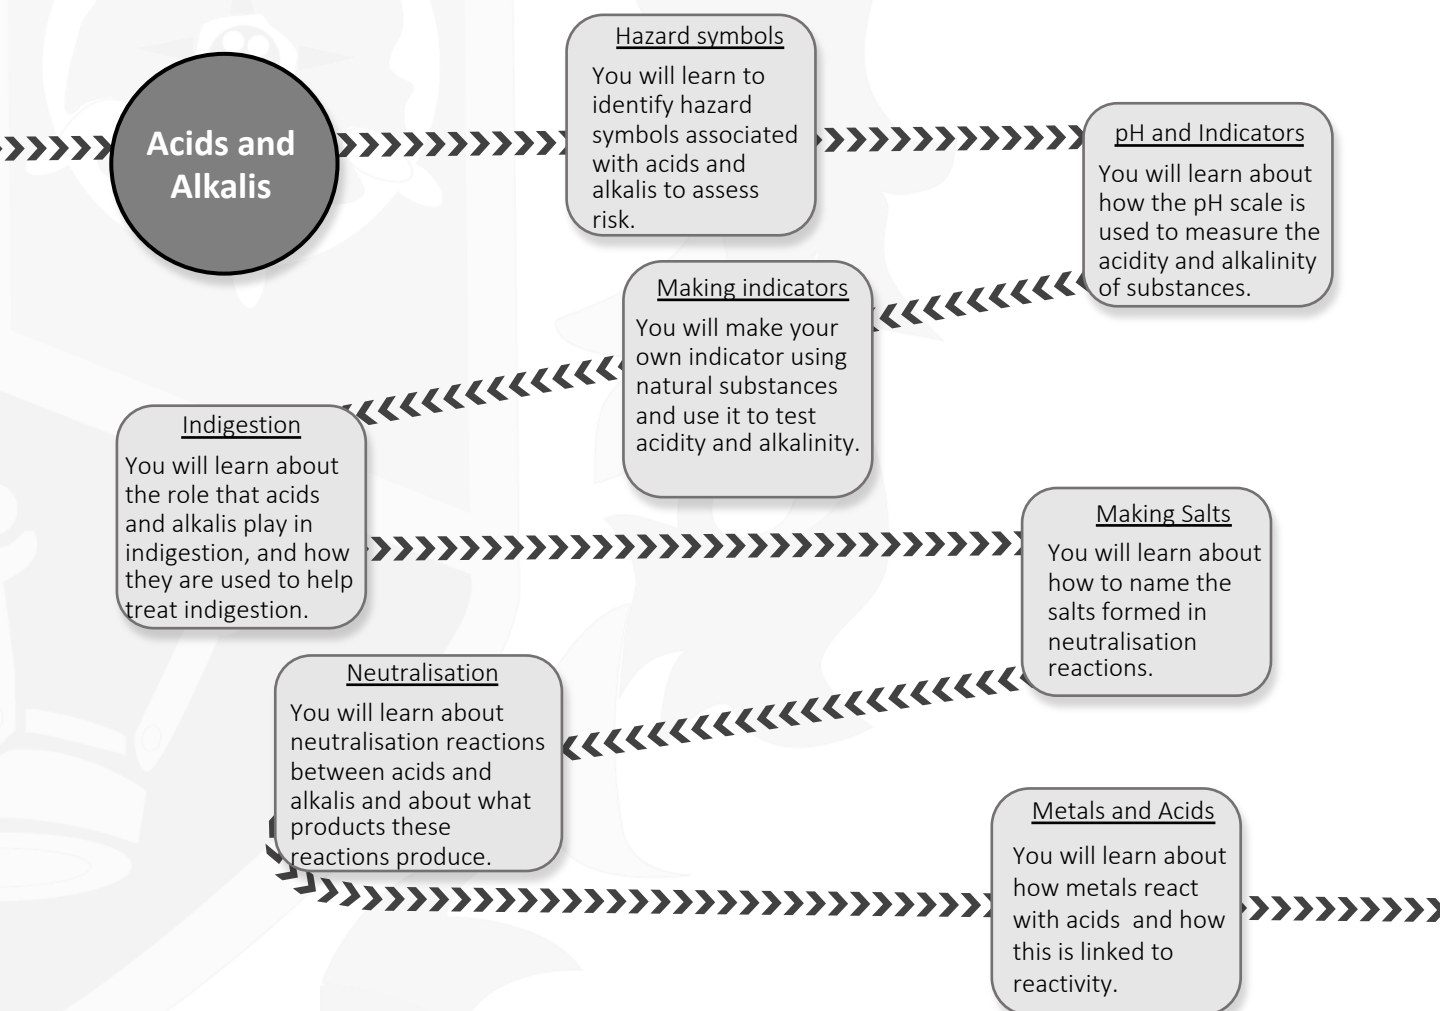 Acids and
Alkalis
Hazard symbols
You will learn to
identify hazard
symbols associated
with acids and
alkalis to assess
risk.
pH and Indicators
You will learn about
how the pH scale is
used to measure the
acidity and alkalinity
of substances.
Making indicators
You will make your
own indicator using
natural substances
and use it to test
acidity and alkalinity.
Indigestion
You will learn about
the role that acids
and alkalis play in
indigestion, and how
they are used to help
treat indigestion.
Making Salts
You will learn about
how to name the
salts formed in
neutralisation
reactions.
Neutralisation
You will learn about
neutralisation reactions
between acids and
alkalis and about what
products these
reactions produce.
Metals and Acids
You will learn about
how metals react
with acids  and how
this is linked to
reactivity.